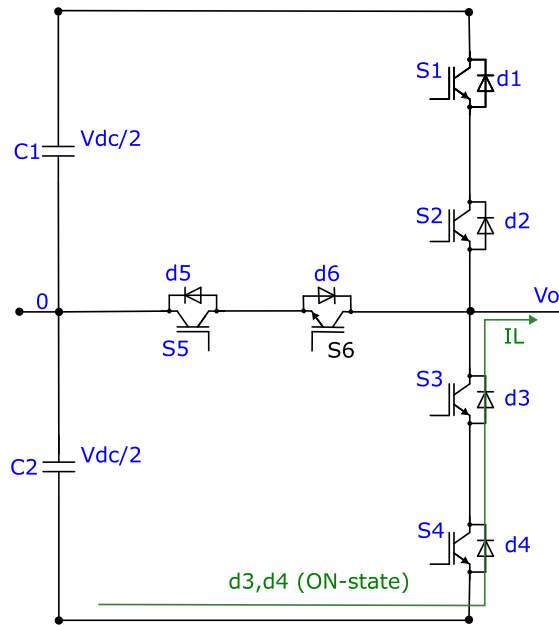 S1
d1
Vdc/2
C1
S2
d2
d5
d6
0
Vo
S5
S6
IL
S3
d3
Vdc/2
C2
S4
d4
d3,d4 (ON-state)